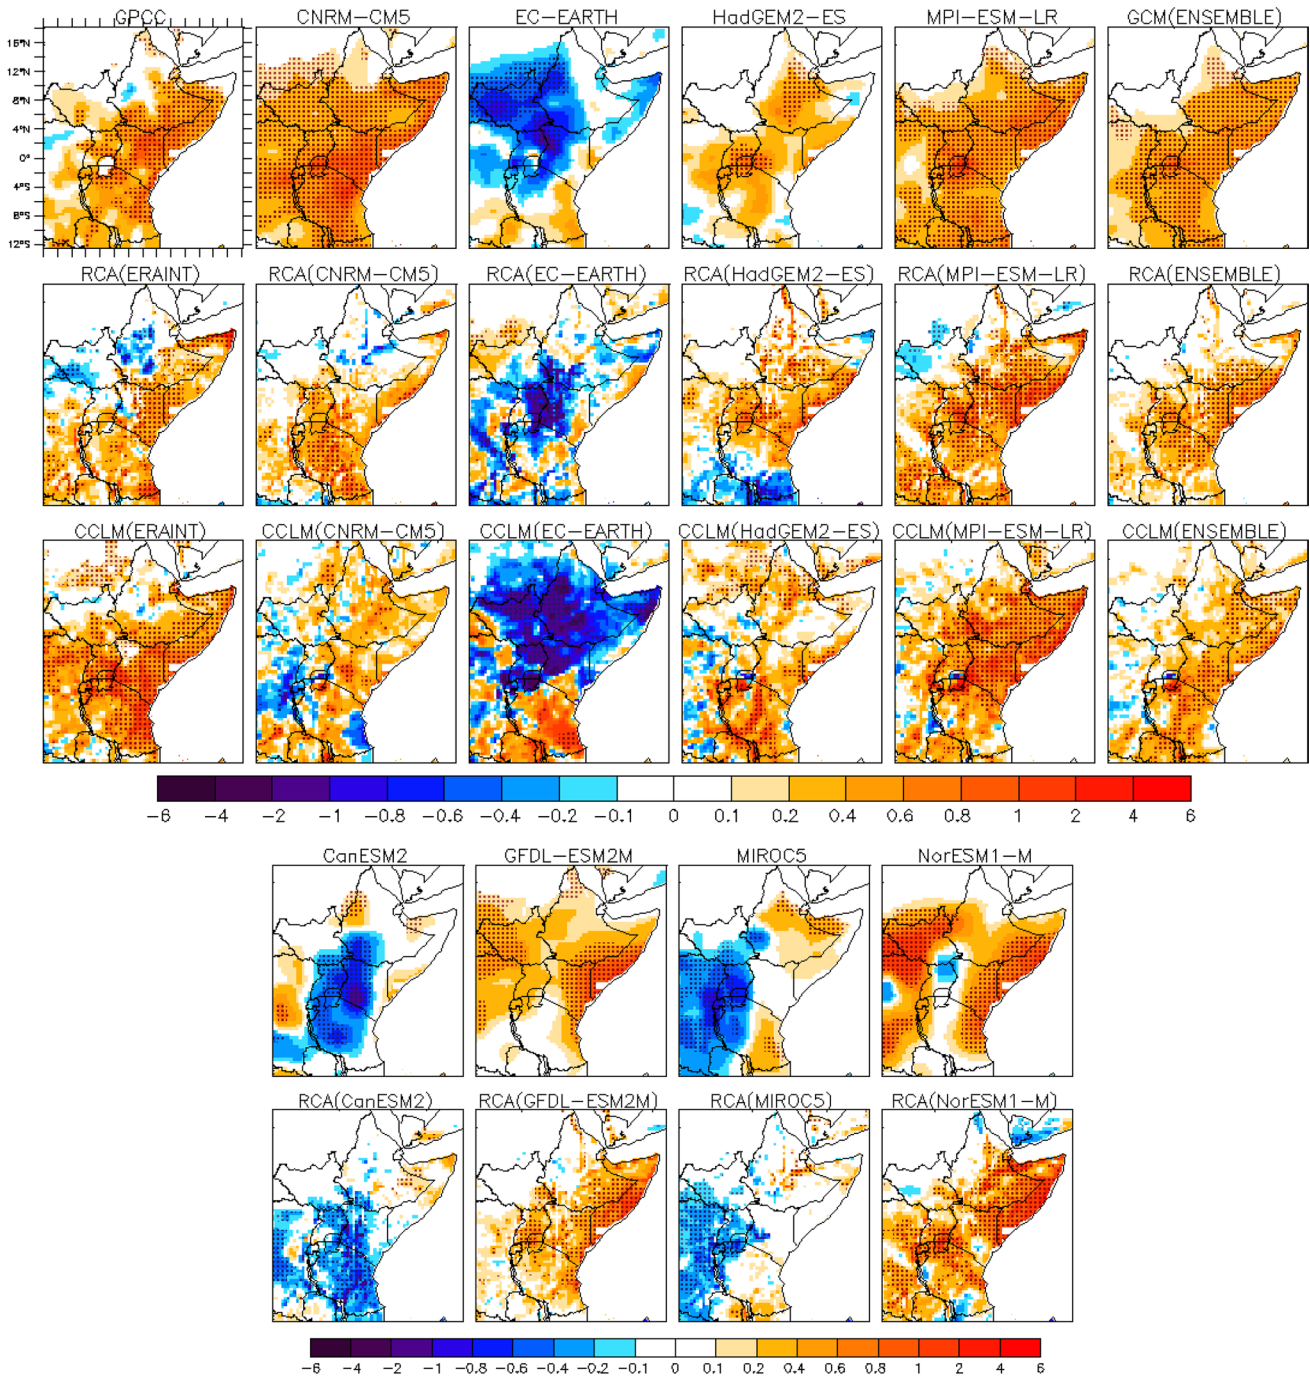 GPCC CNRM-CM5 EC-EARTH HadGEM2-ES MPI-ESM-LR GCM(ENSEMBLE)
16°N
12°N
8°N
4°N
0°
4°S
8°S
12°S
RCA(ERAINT) RCA(CNRM-CM5) RCA(EC-EARTH) RCA(HadGEM2-ES) RCA(MPI-ESM-LR) RCA(ENSEMBLE)
CCLM(ERAINT) CCLM(CNRM-CM5) CCLM(EC-EARTH) CCLM(HadGEM2-ES) CCLM(MPI-ESM-LR) CCLM(ENSEMBLE)
-6 -4 -2 -1 -0.8 -0.6 -0.4 -0.2 -0.1 0 0.1 0.2 0.4 0.6 0.8 1 2 4 6
CanESM2 GFDL-ESM2M MIROC5 NorESM1-M
RCA(CanESM2) RCA(GFDL-ESM2M) RCA(MIROC5) RCA(NorESM1-M)
-6 -4 -2 -1 -0.8 -0.6 -0.4 -0.2 -0.1 0 0.1 0.2 0.4 0.6 0.8 1 2 4 6